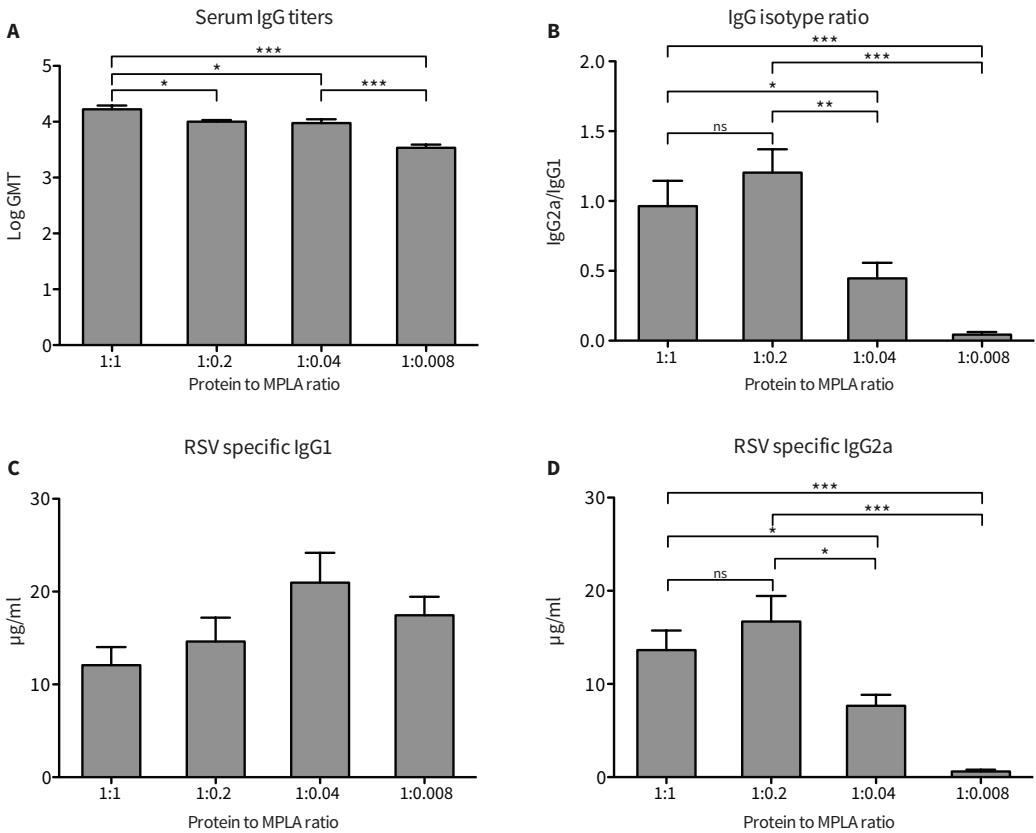 A
Serum IgG titers
***
*
*
***
5
4
3
2
1
0
Log GMT
1:1 1:0.2 1:0.04 1:0.008
Protein to MPLA ratio
B
IgG isotype ratio
***
***
*
**
ns
2.0
1.5
1.0
0.5
0.0
IgG2a/IgG1
1:1 1:0.2 1:0.04 1:0.008
Protein to MPLA ratio
C
RSV specific IgG1
30
20
10
0
µg/ml
1:1 1:0.2 1:0.04 1:0.008
Protein to MPLA ratio
D
RSV specific IgG2a
***
***
*
*
ns
30
20
10
0
µg/ml
1:1 1:0.2 1:0.04 1:0.008
Protein to MPLA ratio